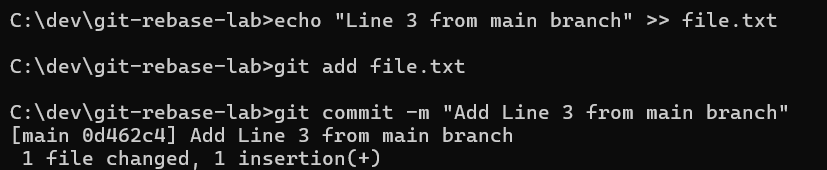 C:\dev\git-rebase-lab>echo "Line 3 from main branch" >> file.txt
C:\dev\git-rebase-lab>git add file.txt
C:\dev\git-rebase-lab>git commit -m "Add Line 3 from main branch"
[main 0d462c4] Add Line 3 from main branch
 1 file changed, 1 insertion(+)